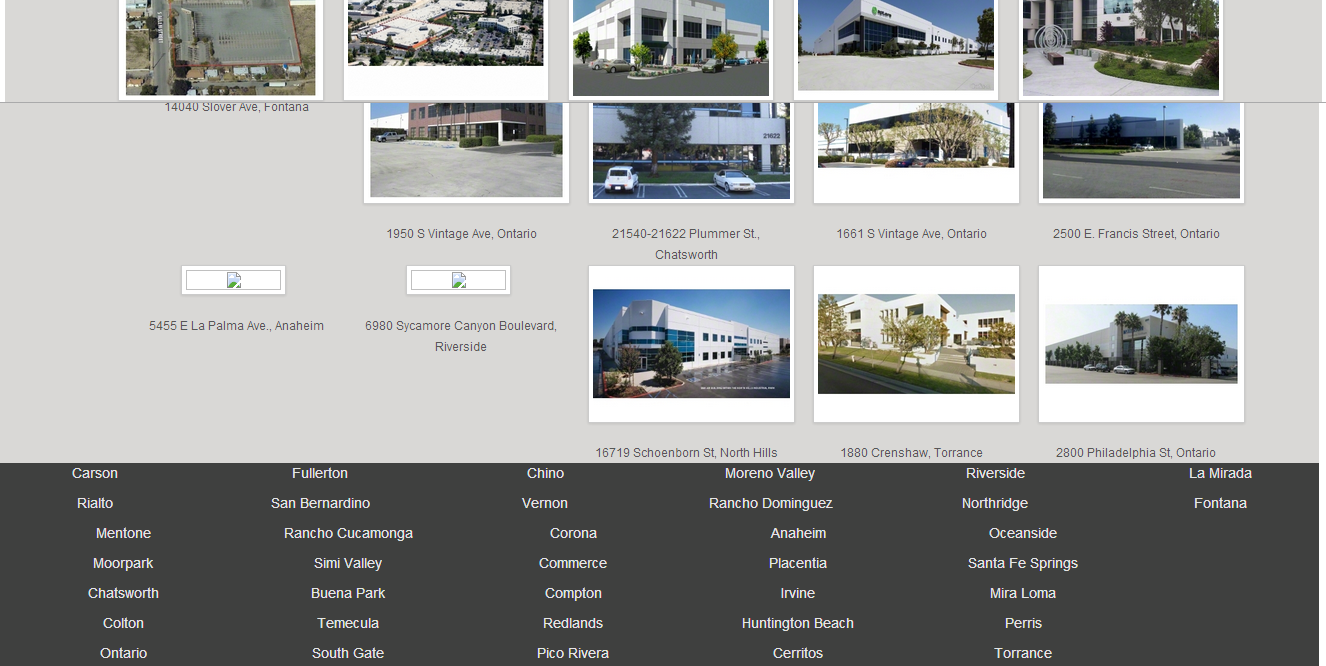 14040 Slover Ave, Fontana
21622
1950 S Vintage Ave, Ontario
21540-21622 Plummer St.,
Chatsworth
1661 S Vintage Ave, Ontario
2500 E. Francis Street, Ontario
5455 E La Palma Ave., Anaheim
6980 Sycamore Canyon Boulevard,
Riverside
16719 Schoenborn St, North Hills
1880 Crenshaw, Torrance
2800 Philadelphia St, Ontario
Carson Fullerton Chino Moreno Valley Riverside La Mirada
Rialto San Bernardino Vernon Rancho Dominguez Northridge Fontana
Mentone Rancho Cucamonga Corona Anaheim Oceanside
Moorpark Simi Valley Commerce Placentia Santa Fe Springs
Chatsworth Buena Park Compton Irvine Mira Loma
Colton Temecula Redlands Huntington Beach Perris
Ontario South Gate Pico Rivera Cerritos Torrance